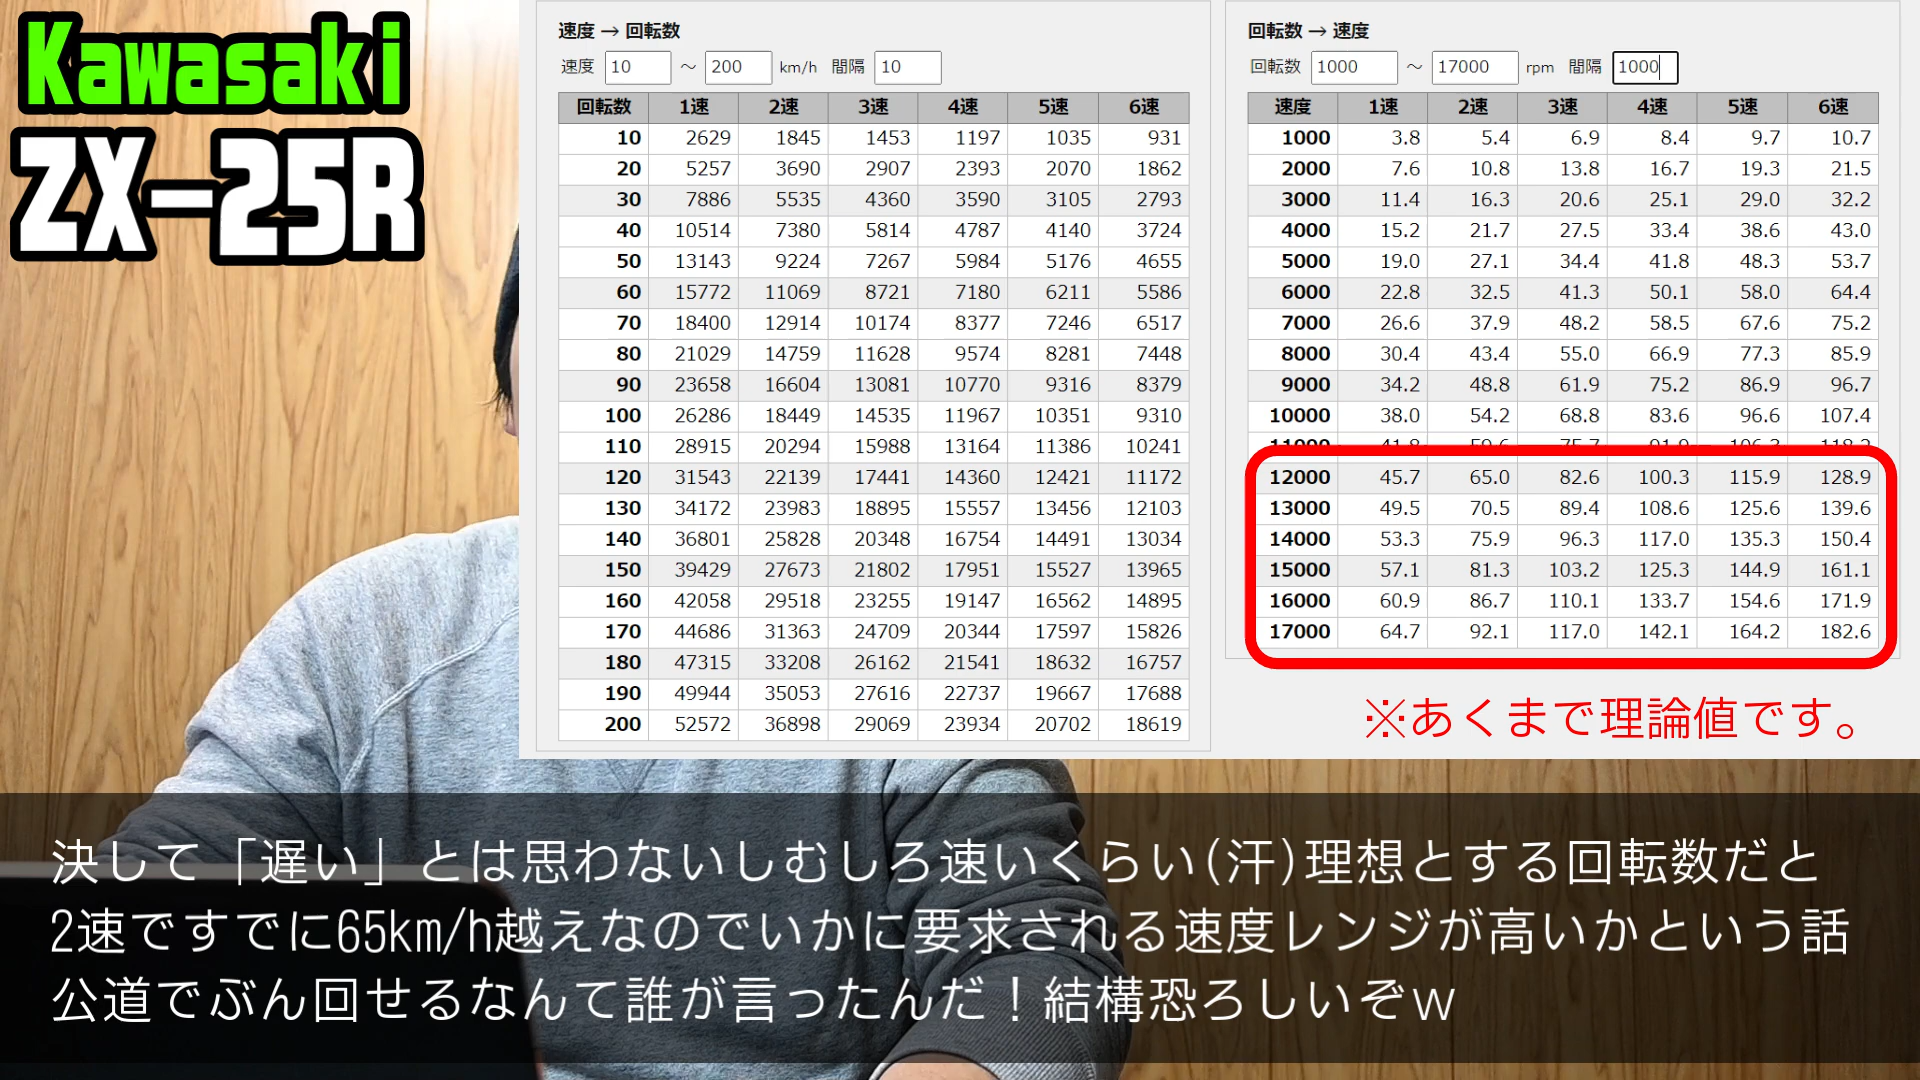 Kawasaki
ZX-25R
速度 → 回転数
速度 10 ～ 200 km/h 間隔 10
回転数 1速 2速 3速 4速 5速 6速
10 2629 1845 1453 1197 1035 931
20 5257 3690 2907 2393 2070 1862
30 7886 5535 4360 3590 3105 2793
40 10514 7380 5814 4787 4140 3724
50 13143 9224 7267 5984 5176 4655
60 15772 11069 8721 7180 6211 5586
70 18400 12914 10174 8377 7246 6517
80 21029 14759 11628 9574 8281 7448
90 23658 16604 13081 10770 9316 8379
100 26286 18449 14535 11967 10351 9310
110 28915 20294 15988 13164 11386 10241
120 31543 22139 17441 14360 12421 11172
130 34172 23983 18895 15557 13456 12103
140 36801 25828 20348 16754 14491 13034
150 39429 27673 21802 17951 15527 13965
160 42058 29518 23255 19147 16562 14895
170 44686 31363 24709 20344 17597 15826
180 47315 33208 26162 21541 18632 16757
190 49944 35053 27616 22737 19667 17688
200 52572 36898 29069 23934 20702 18619
回転数 → 速度
回転数 1000 ～ 17000 rpm 間隔 1000
速度 1速 2速 3速 4速 5速 6速
1000 3.8 5.4 6.9 8.4 9.7 10.7
2000 7.6 10.8 13.8 16.7 19.3 21.5
3000 11.4 16.3 20.6 25.1 29.0 32.2
4000 15.2 21.7 27.5 33.4 38.6 43.0
5000 19.0 27.1 34.4 41.8 48.3 53.7
6000 22.8 32.5 41.3 50.1 58.0 64.4
7000 26.6 37.9 48.2 58.5 67.6 75.2
8000 30.4 43.4 55.0 66.9 77.3 85.9
9000 34.2 48.8 61.9 75.2 86.9 96.7
10000 38.0 54.2 68.8 83.6 96.6 107.4
11000 41.8 59.6 75.7 91.9 106.3 118.2
12000 45.7 65.0 82.6 100.3 115.9 128.9
13000 49.5 70.5 89.4 108.6 125.6 139.6
14000 53.3 75.9 96.3 117.0 135.3 150.4
15000 57.1 81.3 103.2 125.3 144.9 161.1
16000 60.9 86.7 110.1 133.7 154.6 171.9
17000 64.7 92.1 117.0 142.1 164.2 182.6
※あくまで理論値です。
決して「遅い」とは思わないしむしろ速いくらい(汗)理想とする回転数だと
2速ですでに65km/h越えなのでいかに要求される速度レンジが高いかという話
公道でぶん回せるなんて誰が言ったんだ！結構恐ろしいぞw